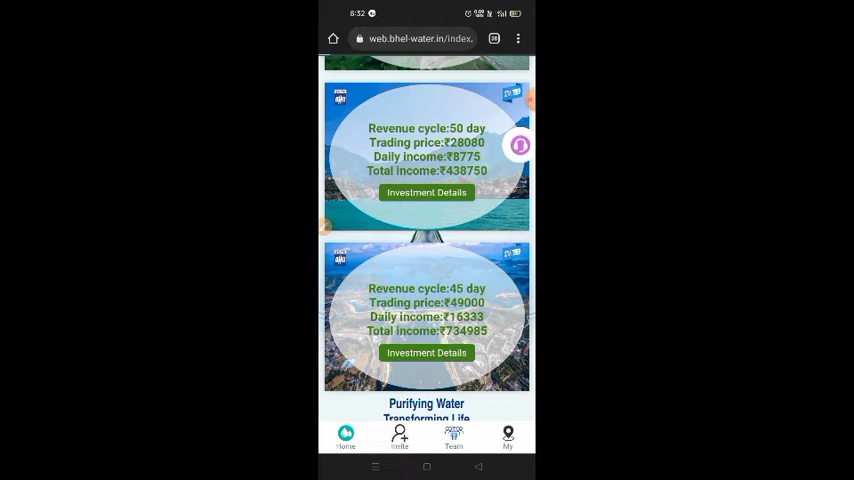 8:32
web.bhel-water.in/index.
Revenue cycle:50 day
Trading price:₹28080
Daily income:₹8775
Total income:₹438750
Investment Details
Revenue cycle:45 day
Trading price:₹49000
Daily income:₹16333
Total income:₹734985
Investment Details
Purifying Water
Transforming Life
Home Invite Team My